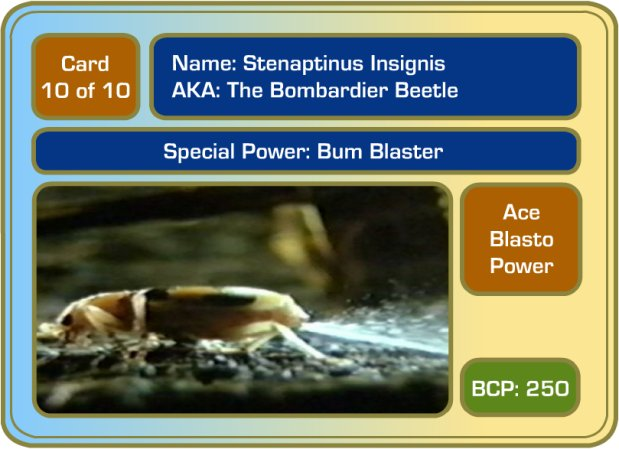 Card
10 of 10
Name: Stenaptinus Insignis
AKA: The Bombardier Beetle
Special Power: Bum Blaster
Ace
Blasto
Power
BCP: 250